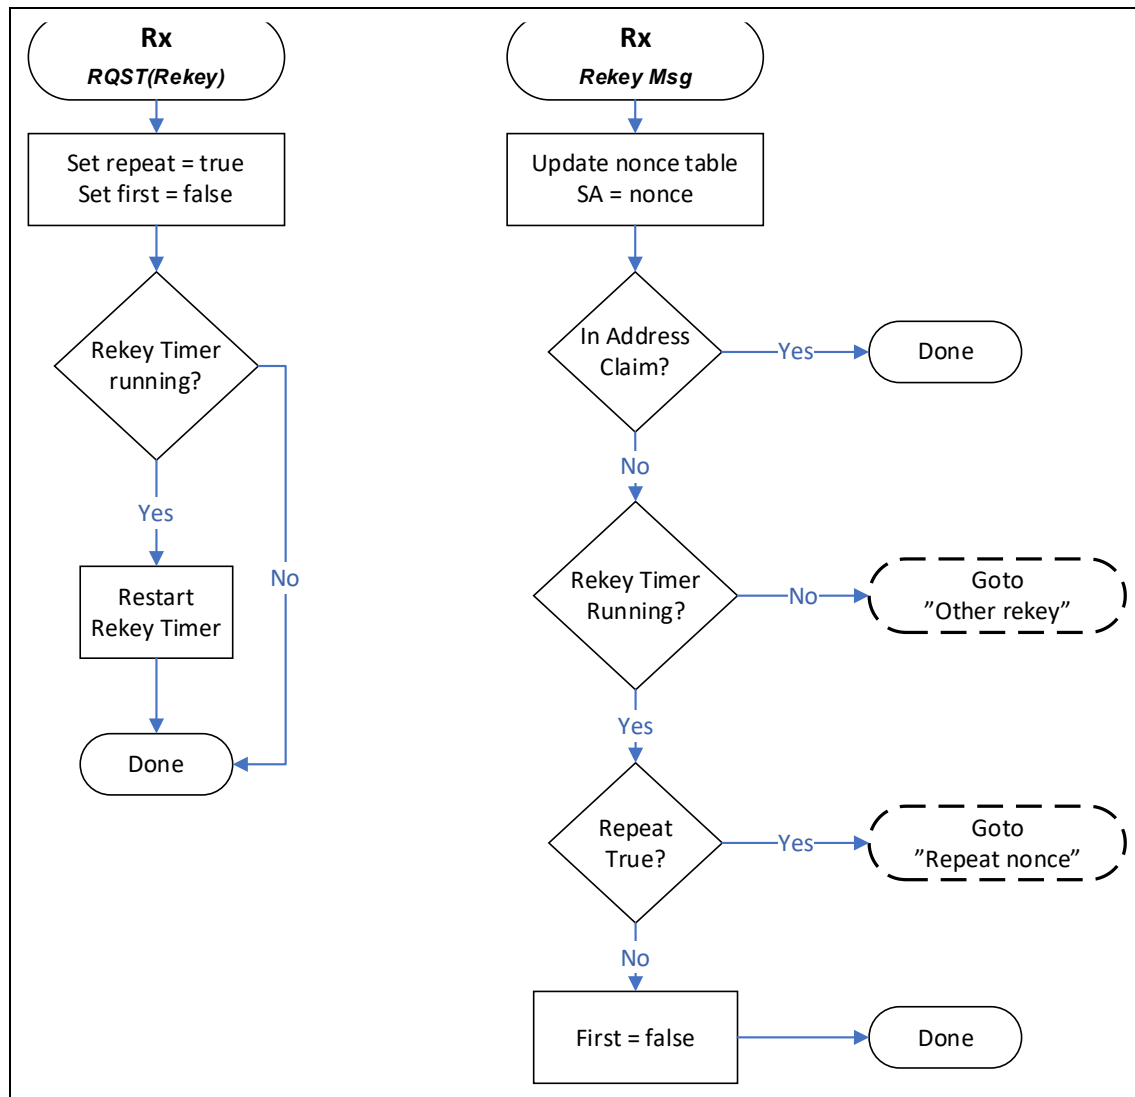 Rx
RQST(Rekey)
Set repeat = true
Set first = false
Rekey Timer
running?
Yes
No
Restart
Rekey Timer
Done
Rx
Rekey Msg
Update nonce table
SA = nonce
In Address
Claim?
Yes
Done
No
Rekey Timer
Running?
No
Goto
”Other rekey”
Yes
Repeat
True?
Yes
Goto
”Repeat nonce”
No
First = false
Done